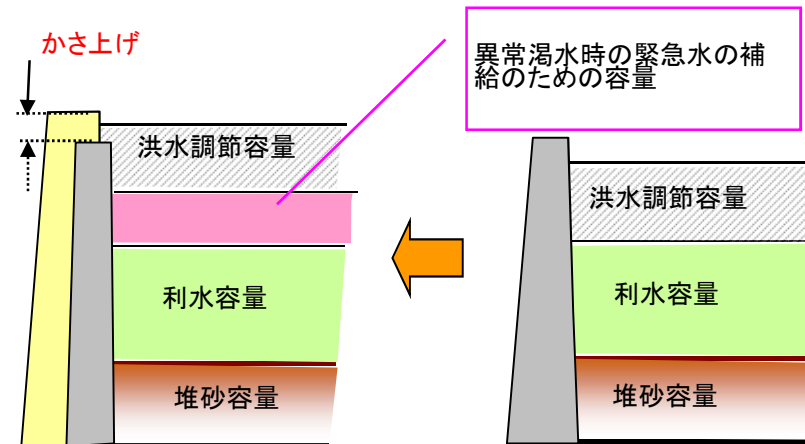 かさ上げ
異常渇水時の緊急水の補
給のための容量
洪水調節容量
利水容量
堆砂容量
洪水調節容量
利水容量
堆砂容量